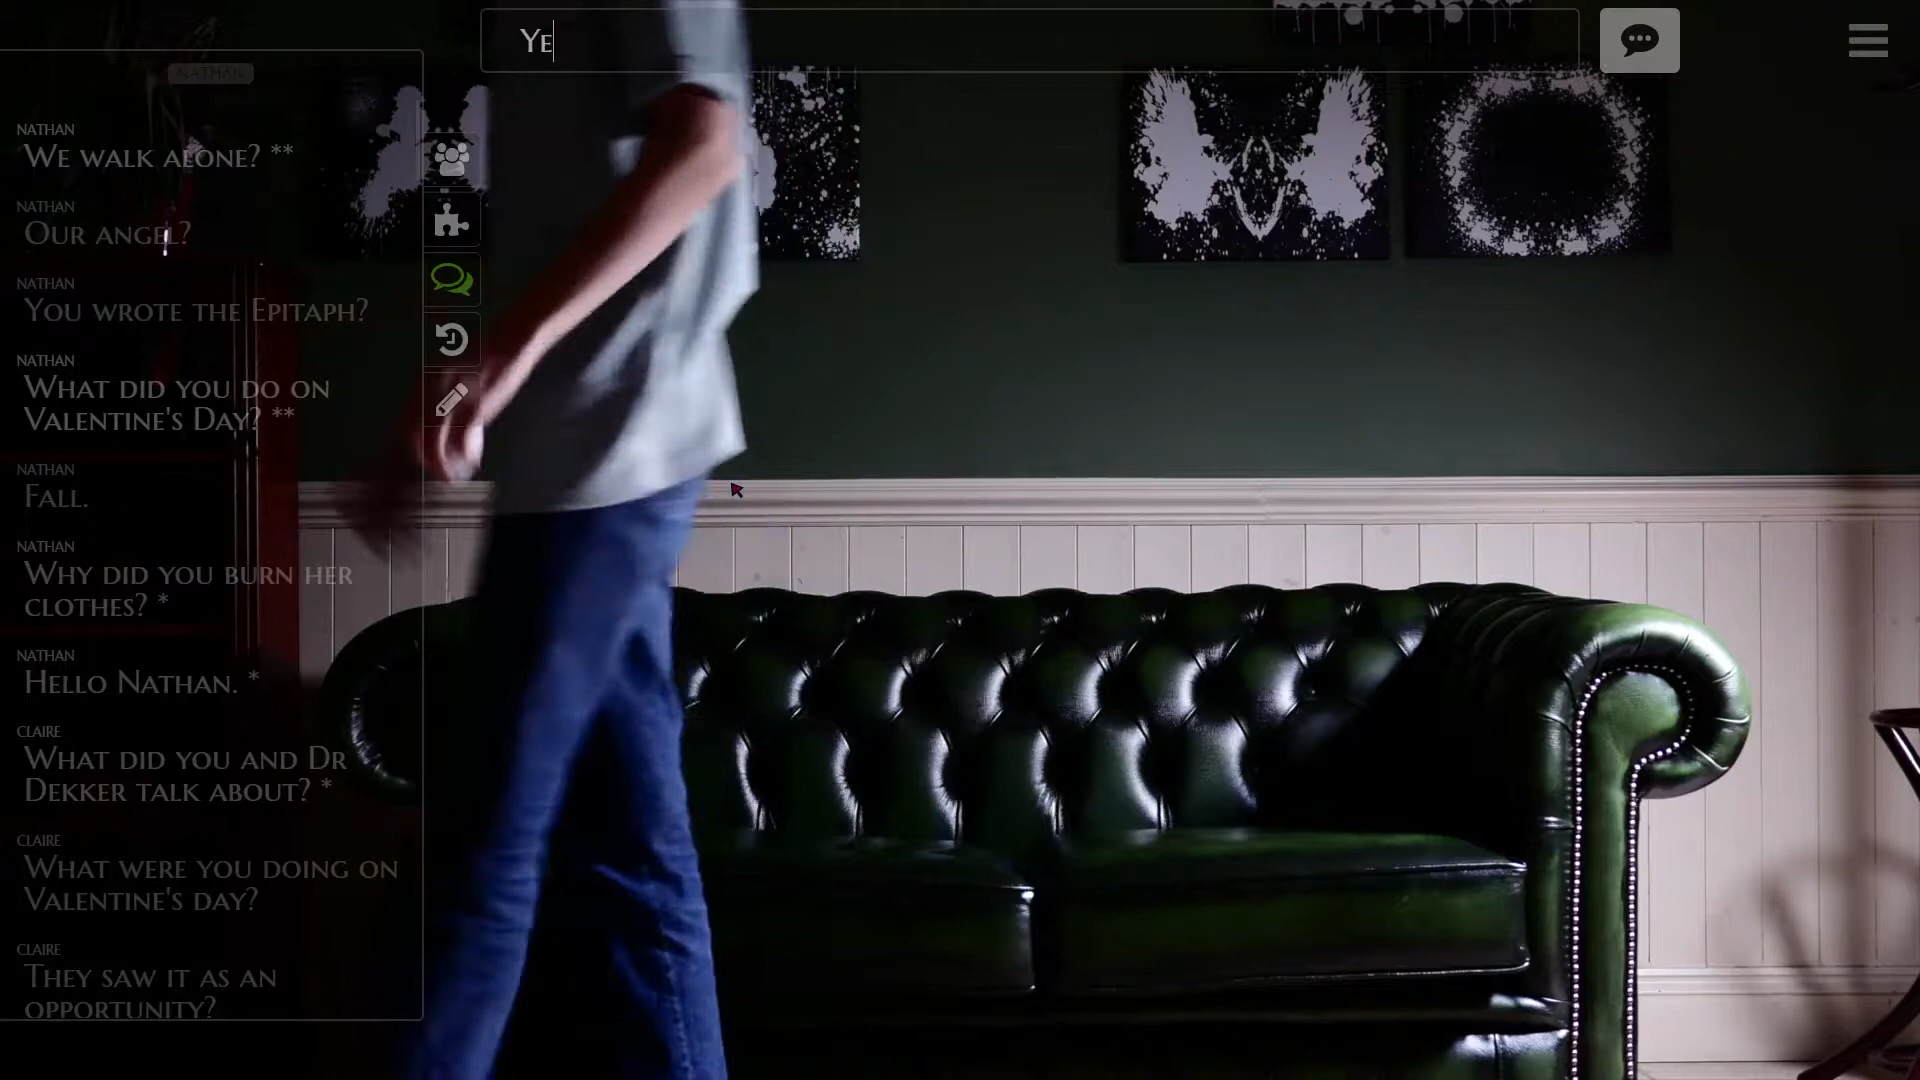 Ye
NATHAN
NATHAN
We walk alone? **
NATHAN
Our angel?
NATHAN
You wrote the Epitaph?
NATHAN
What did you do on
Valentine's Day? **
NATHAN
Fall.
NATHAN
Why did you burn her
clothes? *
NATHAN
Hello Nathan. *
CLAIRE
What did you and Dr
Dekker talk about? *
CLAIRE
What were you doing on
Valentine's day?
CLAIRE
They saw it as an
opportunity?